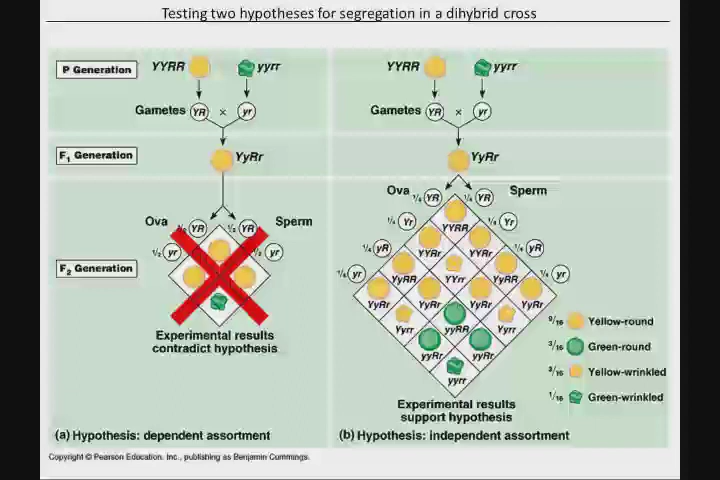 Testing two hypotheses for segregation in a dihybrid cross
P Generation
YYRR
yyrr
Gametes YR × yr
F1 Generation
YyRr
Ova
Sperm
1/2 YR
1/2 YR
1/2 yr
1/2 yr
F2 Generation
Experimental results
contradict hypothesis
(a) Hypothesis: dependent assortment
YYRR
yyrr
Gametes YR × yr
YyRr
Ova
Sperm
1/4 YR
1/4 YR
1/4 Yr
1/4 Yr
1/4 yR
1/4 yR
1/4 yr
1/4 yr
YYRR
YYRr
YYRr
YyRR
YYrr
YyRR
YyRr
YyRr
YyRr
YyRr
Yyrr
yyRR
Yyrr
yyRr
yyRr
yyrr
9/16 Yellow-round
3/16 Green-round
3/16 Yellow-wrinkled
1/16 Green-wrinkled
Experimental results
support hypothesis
(b) Hypothesis: independent assortment
Copyright © Pearson Education, Inc., publishing as Benjamin Cummings.